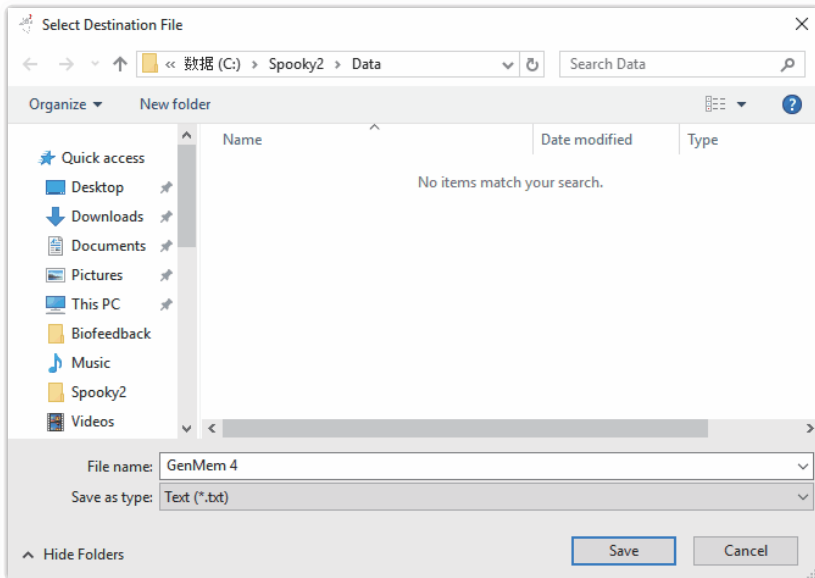 Select Destination File
« 数据 (C:) > Spooky2 > Data
Search Data
Organize
New folder
?
Name
Date modified
Type
No items match your search.
Quick access
Desktop
Downloads
Documents
Pictures
This PC
Biofeedback
Music
Spooky2
Videos
File name: GenMem 4
Save as type: Text (*.txt)
Hide Folders
Save
Cancel